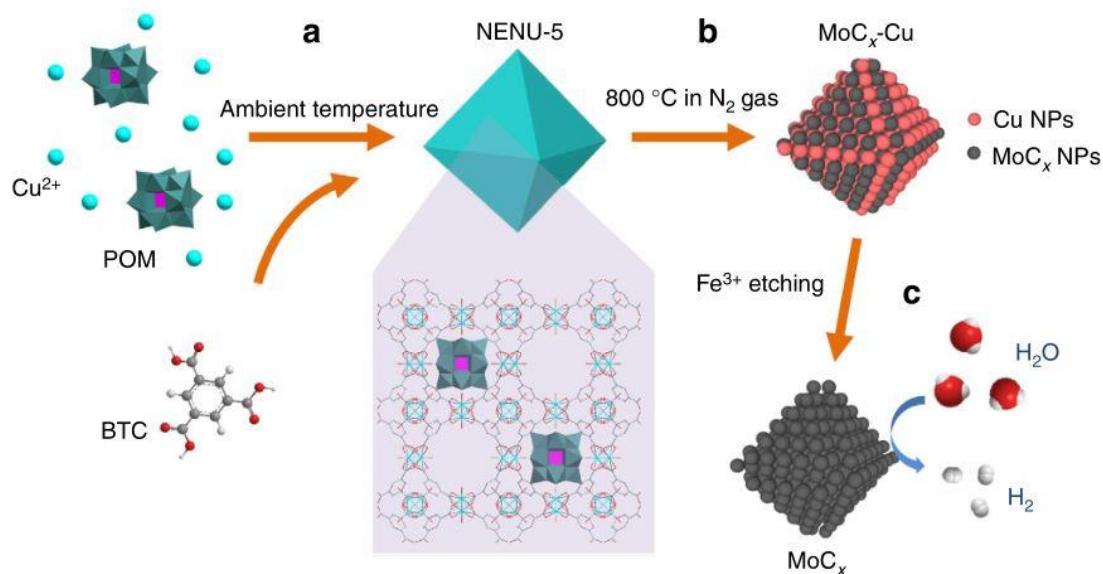 a
NENU-5
b
MoCₓ-Cu
Ambient temperature
800 °C in N₂ gas
Cu NPs
MoCₓ NPs
Cu²⁺
POM
Fe³⁺ etching
c
H₂O
BTC
H₂
MoCₓ